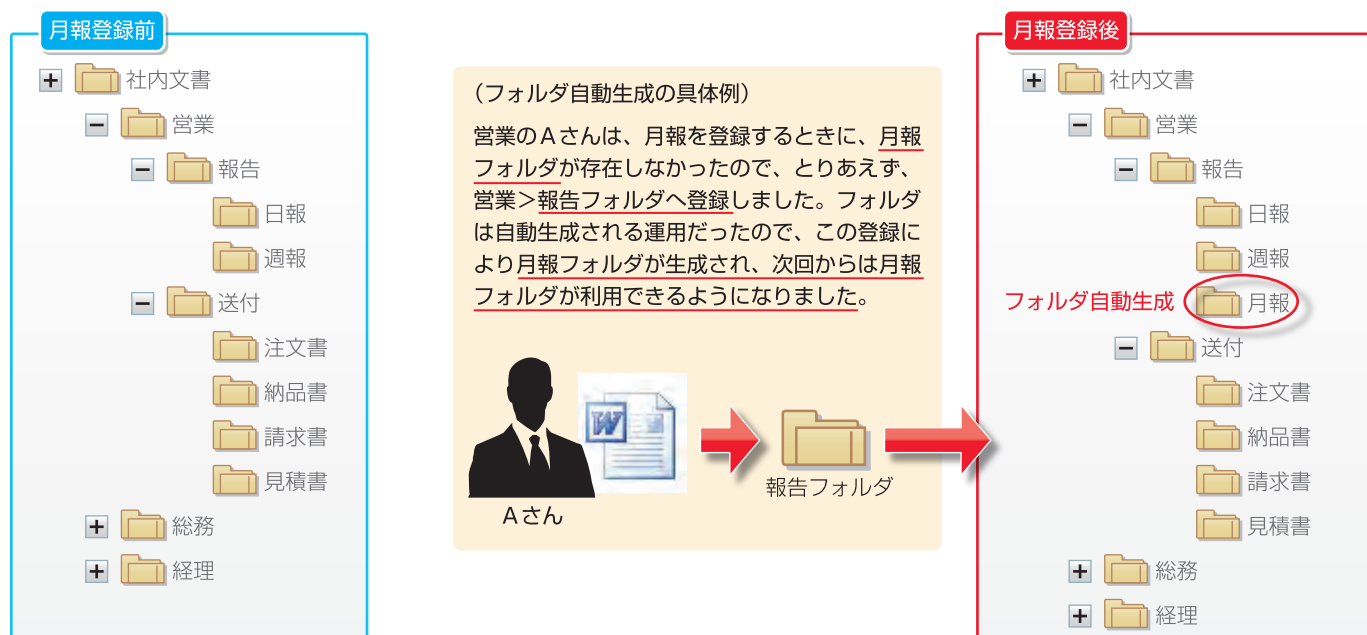 月報登録前
社内文書
営業
報告
日報
週報
送付
注文書
納品書
請求書
見積書
総務
経理
（フォルダ自動生成の具体例）
営業のＡさんは、月報を登録するときに、月報
フォルダが存在しなかったので、とりあえず、
営業＞報告フォルダへ登録しました。フォルダ
は自動生成される運用だったので、この登録に
より月報フォルダが生成され、次回からは月報
フォルダが利用できるようになりました。
W
Ａさん
報告フォルダ
月報登録後
社内文書
営業
報告
日報
週報
フォルダ自動生成
月報
送付
注文書
納品書
請求書
見積書
総務
経理